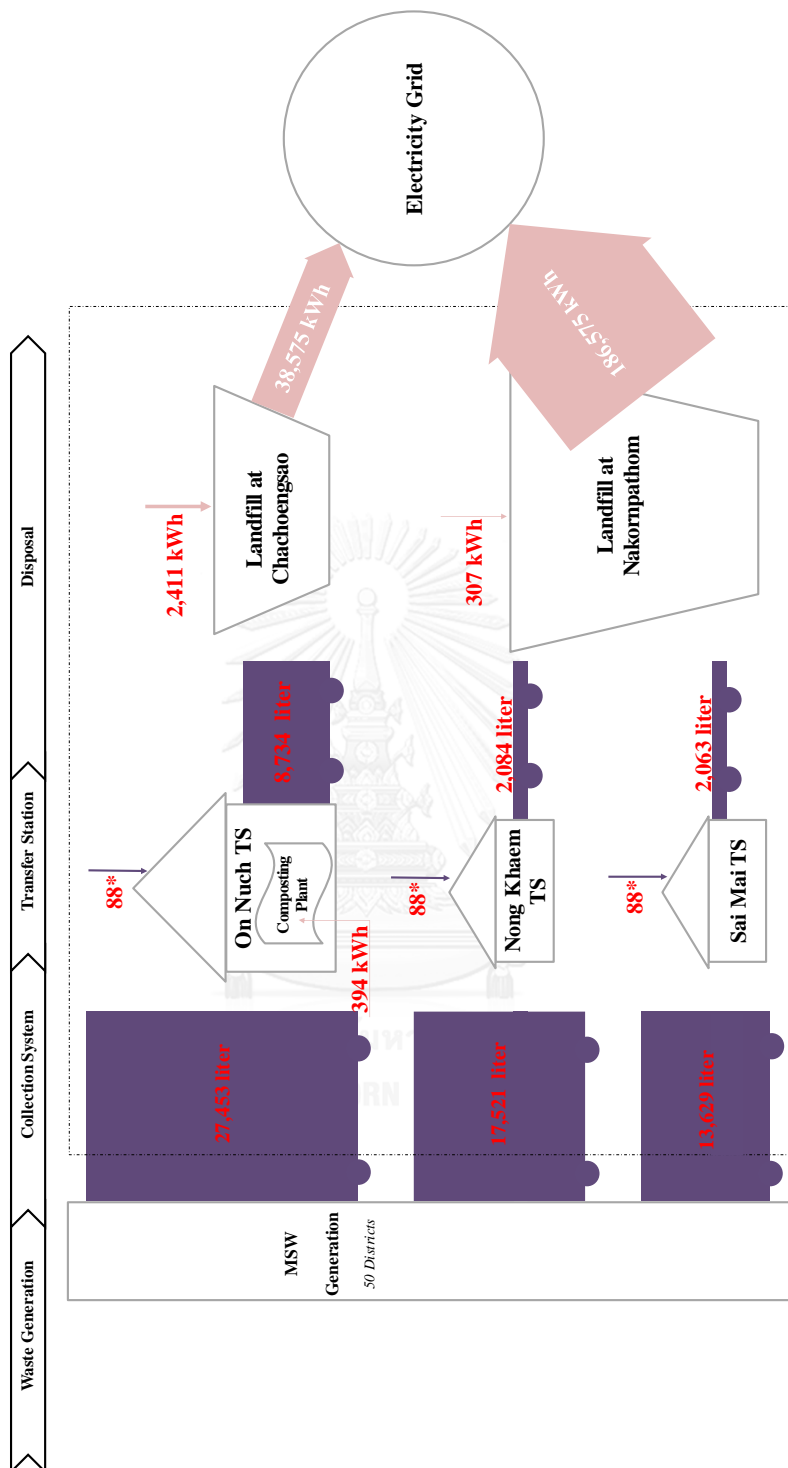 Waste Generation
Collection System
Transfer Station
Disposal
MSW
Generation
50 Districts
27,453 liter
17,521 liter
13,629 liter
88*
On Nuch TS
Composting
Plant
394 kWh
88*
Nong Khaem
TS
88*
Sai Mai TS
8,734 liter
2,084 liter
2,063 liter
2,411 kWh
Landfill at
Chachoengsao
307 kWh
Landfill at
Nakornpathom
38,575 kWh
186,575 kWh
Electricity Grid